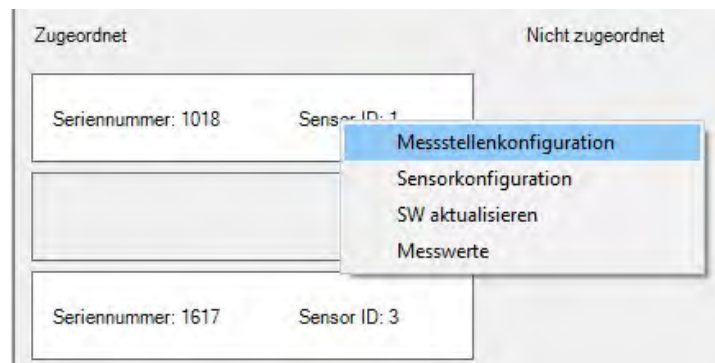 Zugeordnet Nicht zugeordnet
Seriennummer: 1018 Sensor ID: 1
Messstellenkonfiguration
Sensorkonfiguration
SW aktualisieren
Messwerte
Seriennummer: 1617 Sensor ID: 3